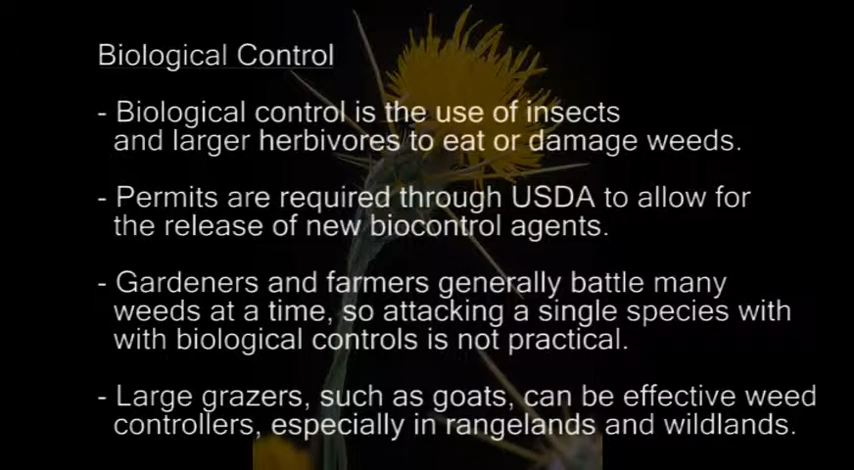 Biological Control
- Biological control is the use of insects
and larger herbivores to eat or damage weeds.
- Permits are required through USDA to allow for
the release of new biocontrol agents.
- Gardeners and farmers generally battle many
weeds at a time, so attacking a single species with
with biological controls is not practical.
- Large grazers, such as goats, can be effective weed
controllers, especially in rangelands and wildlands.